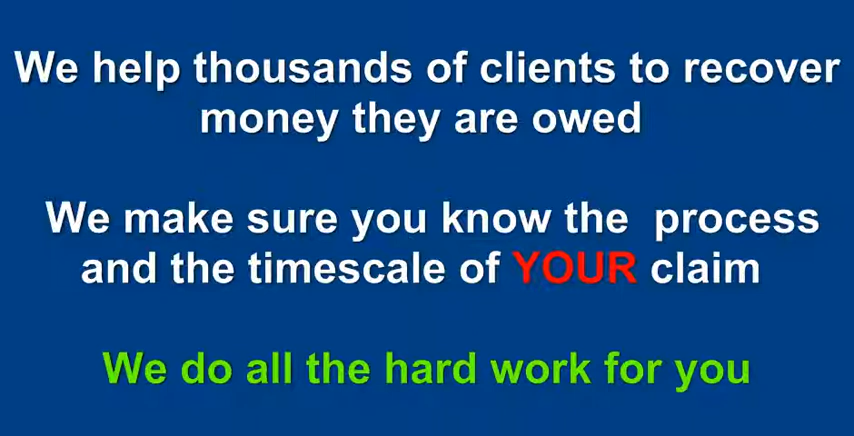 We help thousands of clients to recover
money they are owed
We make sure you know the  process
and the timescale of YOUR claim
We do all the hard work for you